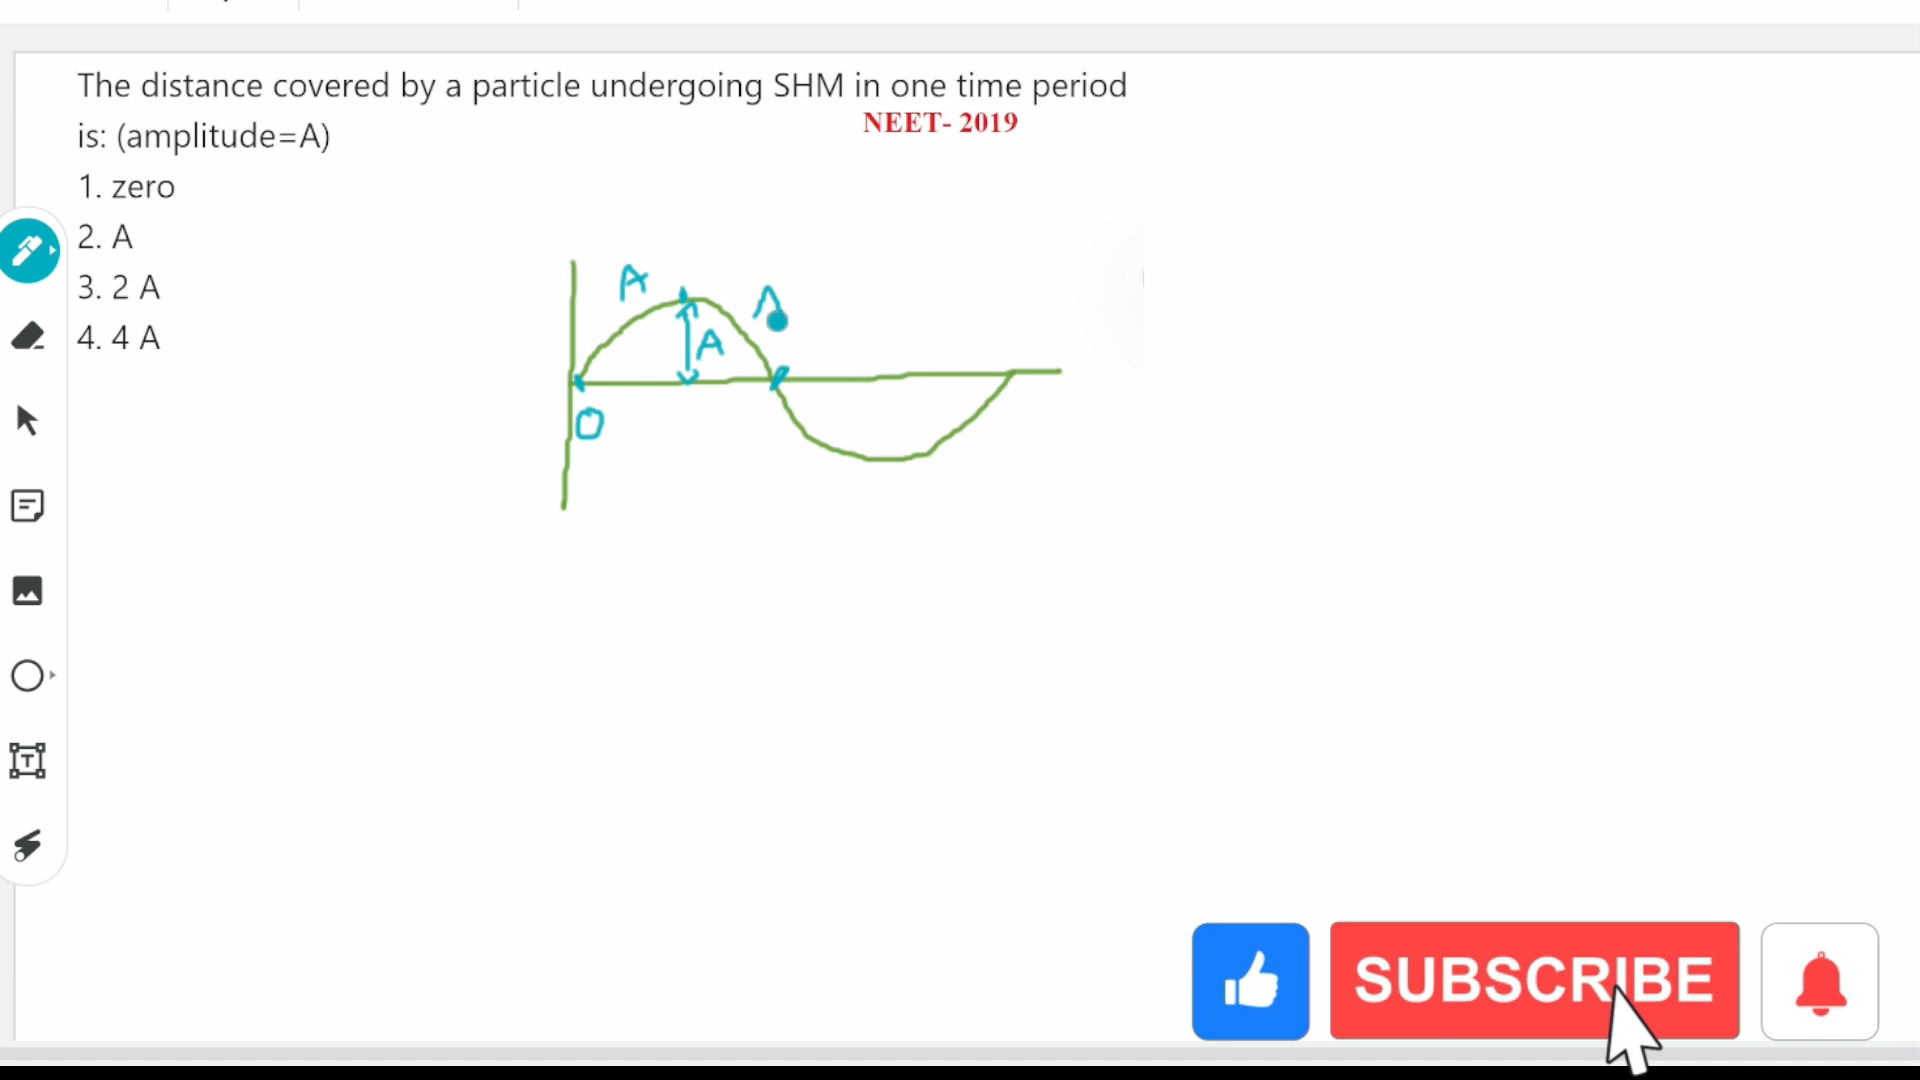 The distance covered by a particle undergoing SHM in one time period
NEET- 2019
is: (amplitude=A)
1. zero
2. A
3. 2 A
4. 4 A
A
A
O
SUBSCRIBE